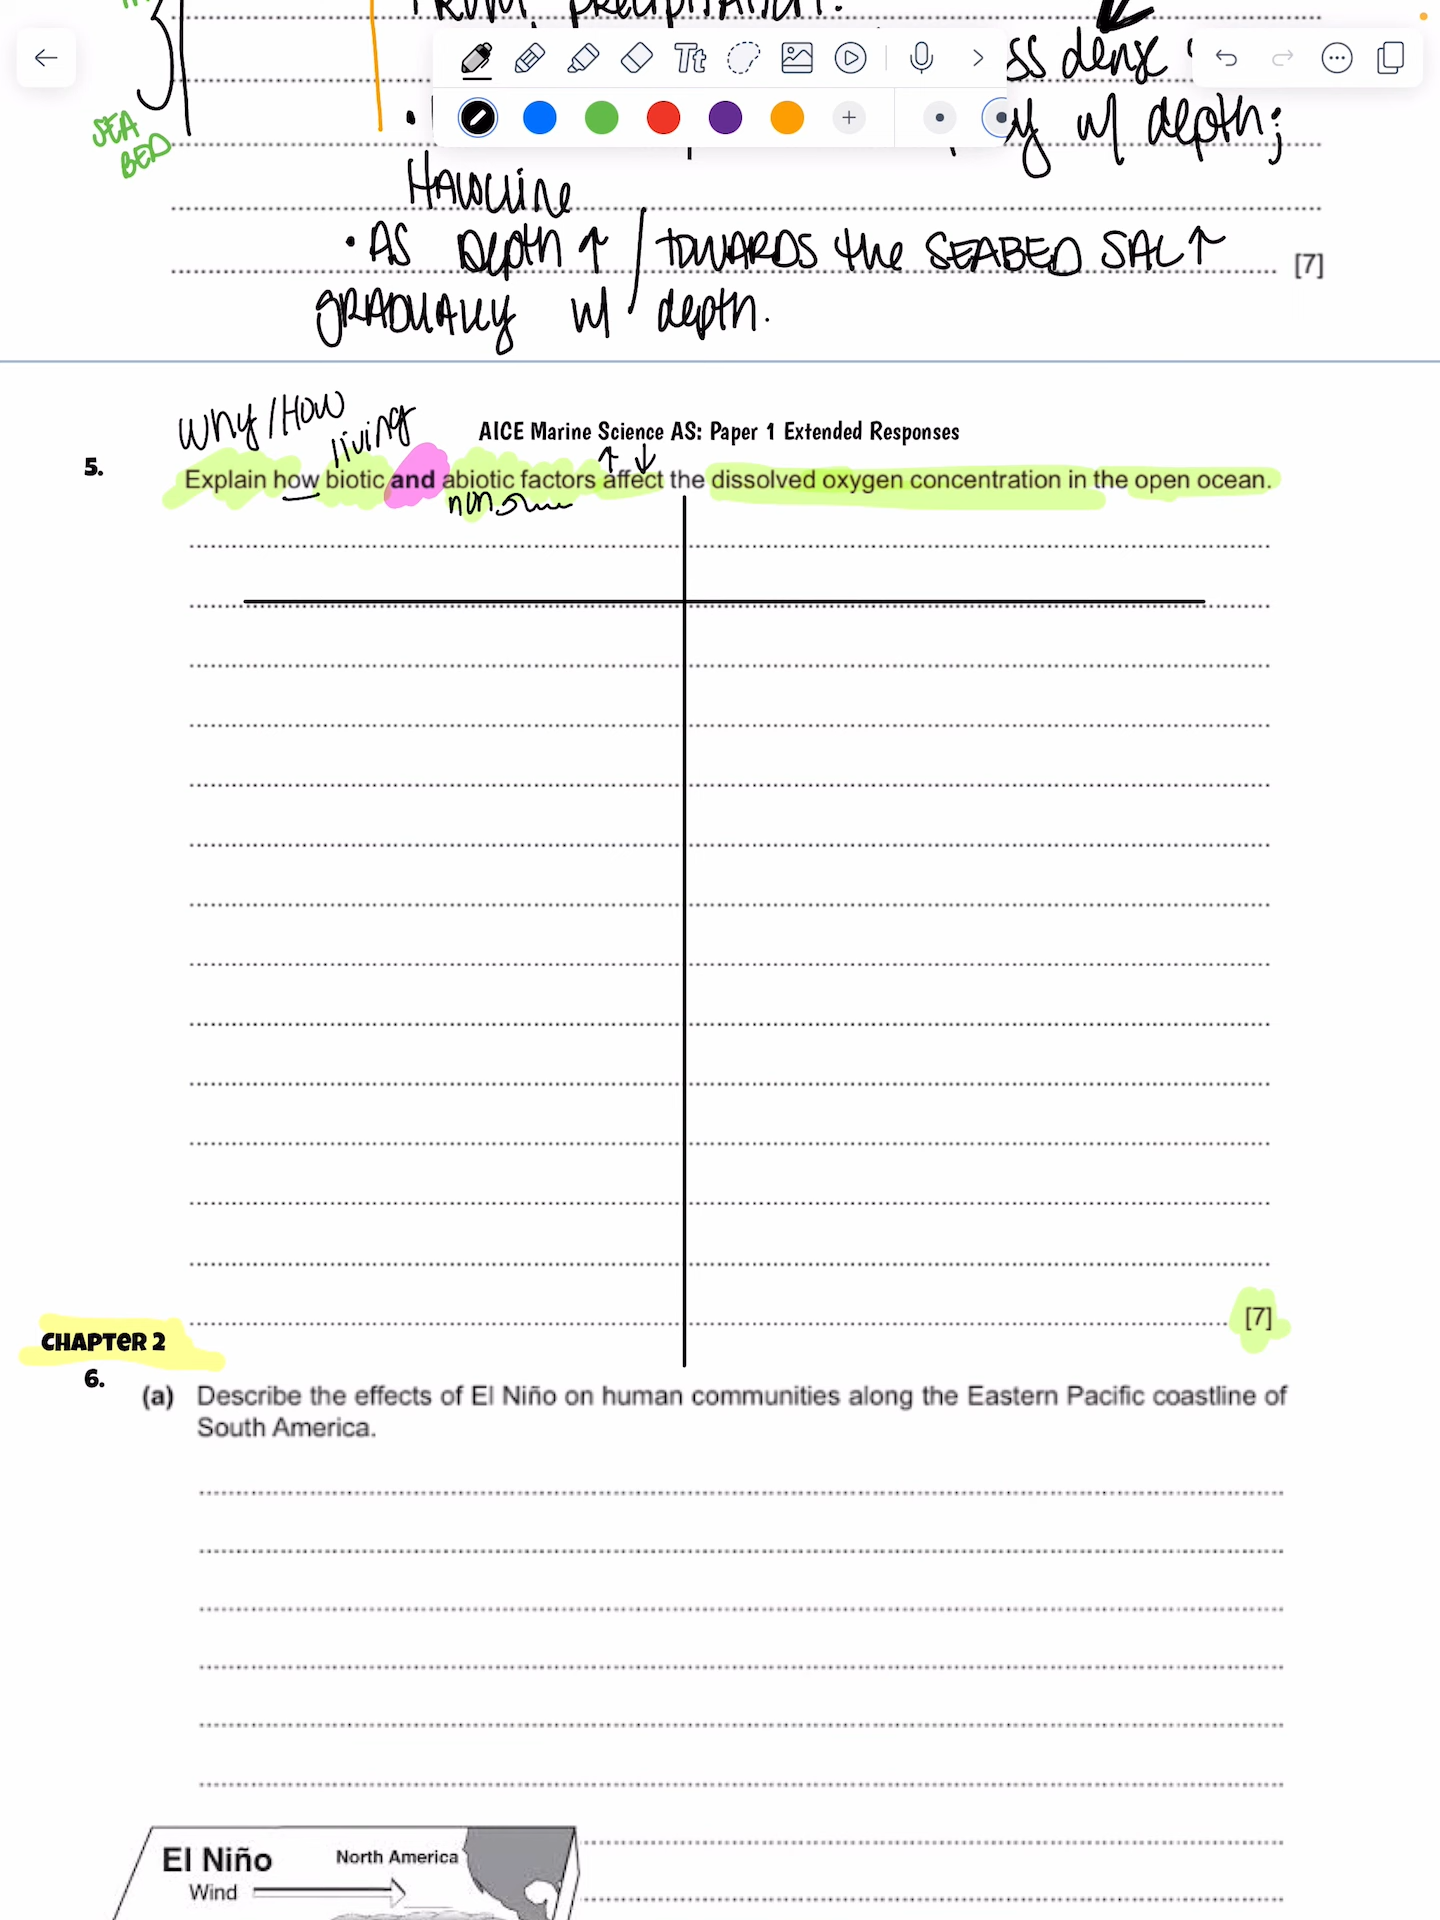 FROM PRECIPITATION.
ss dense
SEA
BED
y w/ depth;
Halocline
• AS Depth ↑ / TOWARDS the SEABED SAL ↑
[7]
GRADUALLY w/ depth.
Why / How
living
AICE Marine Science AS: Paper 1 Extended Responses
5.
Explain how biotic and abiotic factors affect the dissolved oxygen concentration in the open ocean.
↑ ↓
[7]
CHAPTER 2
6.
(a) Describe the effects of El Niño on human communities along the Eastern Pacific coastline of
South America.
El Niño
North America
Wind
Tt